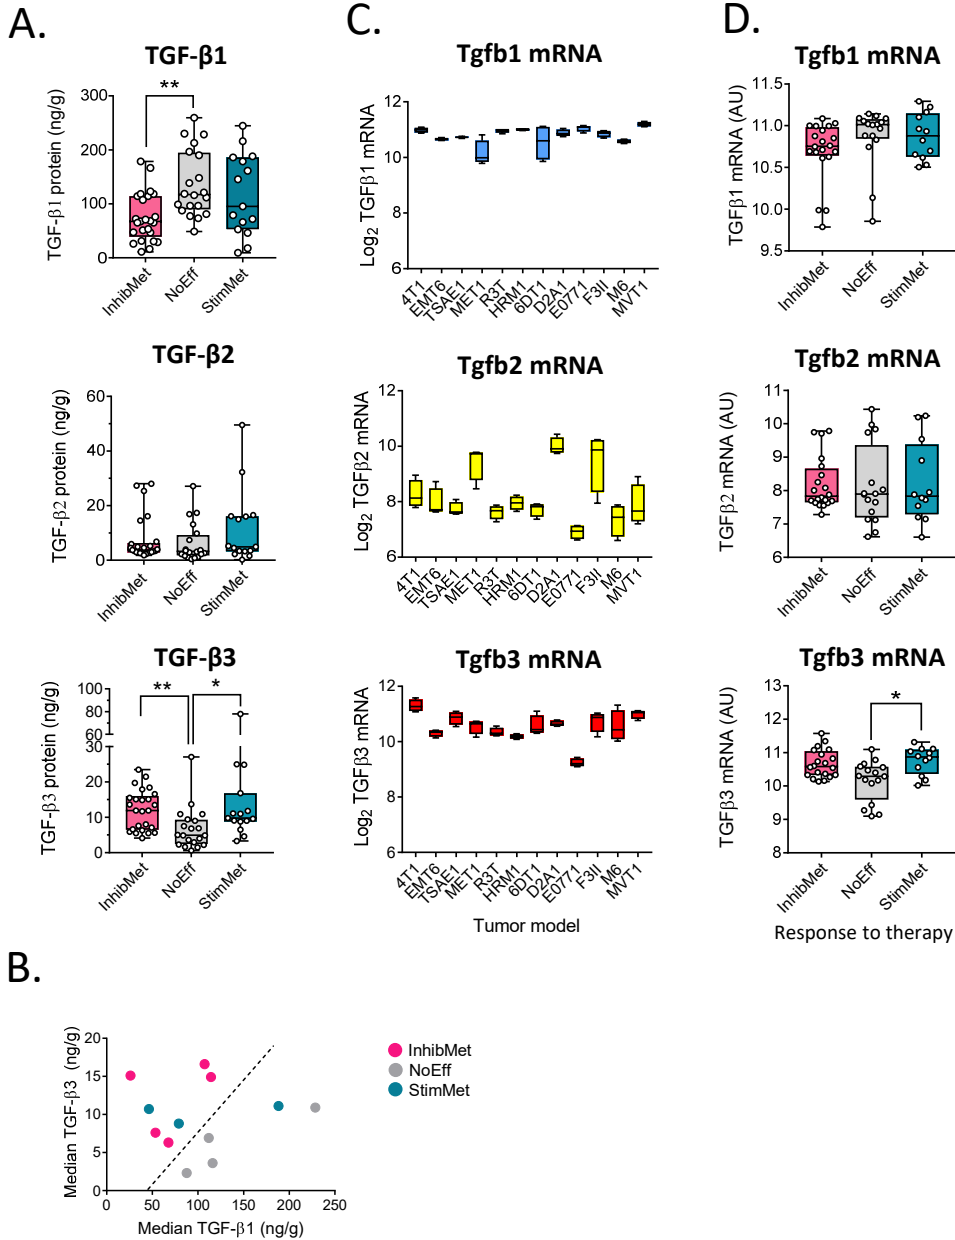 A.
TGF-β1
**
TGF-β1 protein (ng/g)
300
200
100
0
InhibMet
NoEff
StimMet
TGF-β2
TGF-β2 protein (ng/g)
60
40
20
0
InhibMet
NoEff
StimMet
TGF-β3
**
*
TGF-β3 protein (ng/g)
100
80
60
40
30
20
10
0
InhibMet
NoEff
StimMet
C.
Tgfb1 mRNA
Log2 TGFβ1 mRNA
12
10
8
6
4T1
EMT6
TSAE1
MET1
R3T
HRM1
6DT1
D2A1
E0771
F3II
M6
MVT1
Tgfb2 mRNA
Log2 TGFβ2 mRNA
12
10
8
6
4T1
EMT6
TSAE1
MET1
R3T
HRM1
6DT1
D2A1
E0771
F3II
M6
MVT1
Tgfb3 mRNA
Log2 TGFβ3 mRNA
12
10
8
6
4T1
EMT6
TSAE1
MET1
R3T
HRM1
6DT1
D2A1
E0771
F3II
M6
MVT1
Tumor model
D.
Tgfb1 mRNA
TGFβ1 mRNA (AU)
11.5
11.0
10.5
10.0
9.5
InhibMet
NoEff
StimMet
Tgfb2 mRNA
TGFβ2 mRNA (AU)
11
10
9
8
7
6
InhibMet
NoEff
StimMet
Tgfb3 mRNA
*
TGFβ3 mRNA (AU)
13
12
11
10
9
8
InhibMet
NoEff
StimMet
Response to therapy
B.
Median TGF-β3 (ng/g)
20
15
10
5
0
0 50 100 150 200 250
Median TGF-β1 (ng/g)
InhibMet
NoEff
StimMet